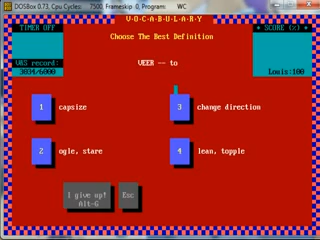 DOSBox 0.73, Cpu Cycles: 7500, Frameskip 0, Program: WC
V-O-C-A-B-U-L-A-R-Y
TIMER OFF
* SCORE (%) *
Choose The Best Definition
VEER -- to
VAS record:
3034/6000
Louis:100
1 capsize
3 change direction
2 ogle, stare
4 lean, topple
I give up!
Alt-G
Esc